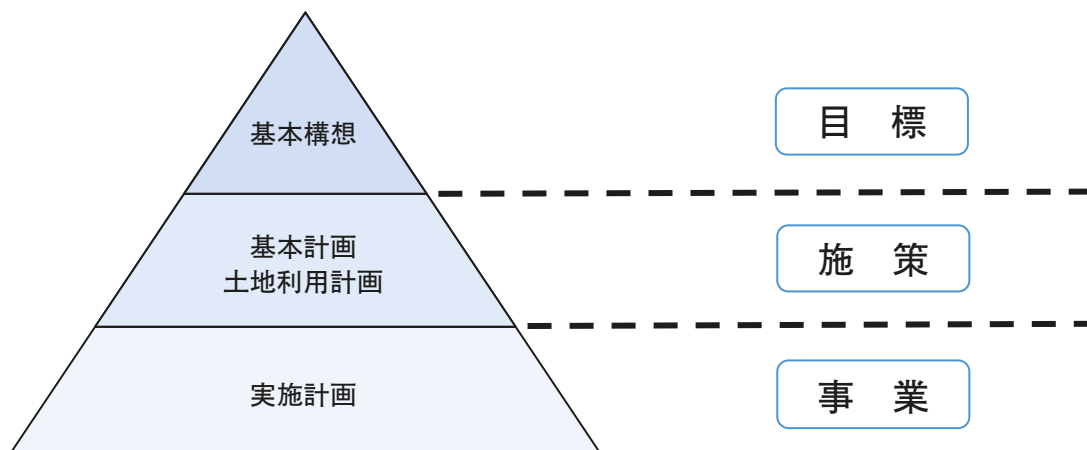 基本構想
目　標
基本計画
土地利用計画
施　策
実施計画
事　業